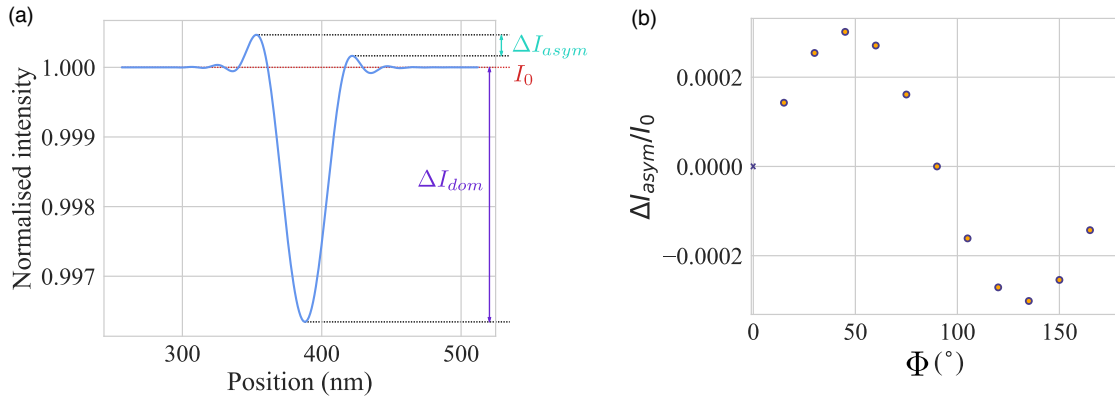 (a)
Normalised intensity
1.000
0.999
0.998
0.997
300
400
500
Position (nm)
ΔI_asym
I_0
ΔI_dom
(b)
ΔI_asym/I_0
0.0002
0.0000
−0.0002
0
50
100
150
Φ(°)